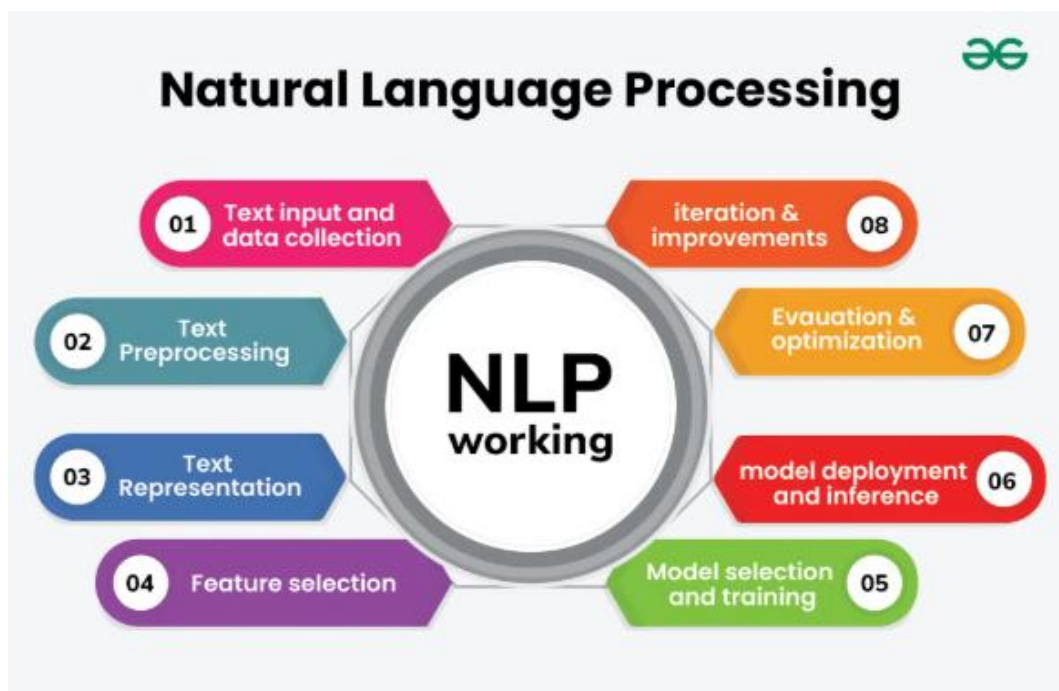 Natural Language Processing
01
Text input and
data collection
02
Text
Preprocessing
03
Text
Representation
04
Feature selection
NLP
working
iteration &
improvements
08
Evauation &
optimization
07
model deployment
and inference
06
Model selection
and training
05